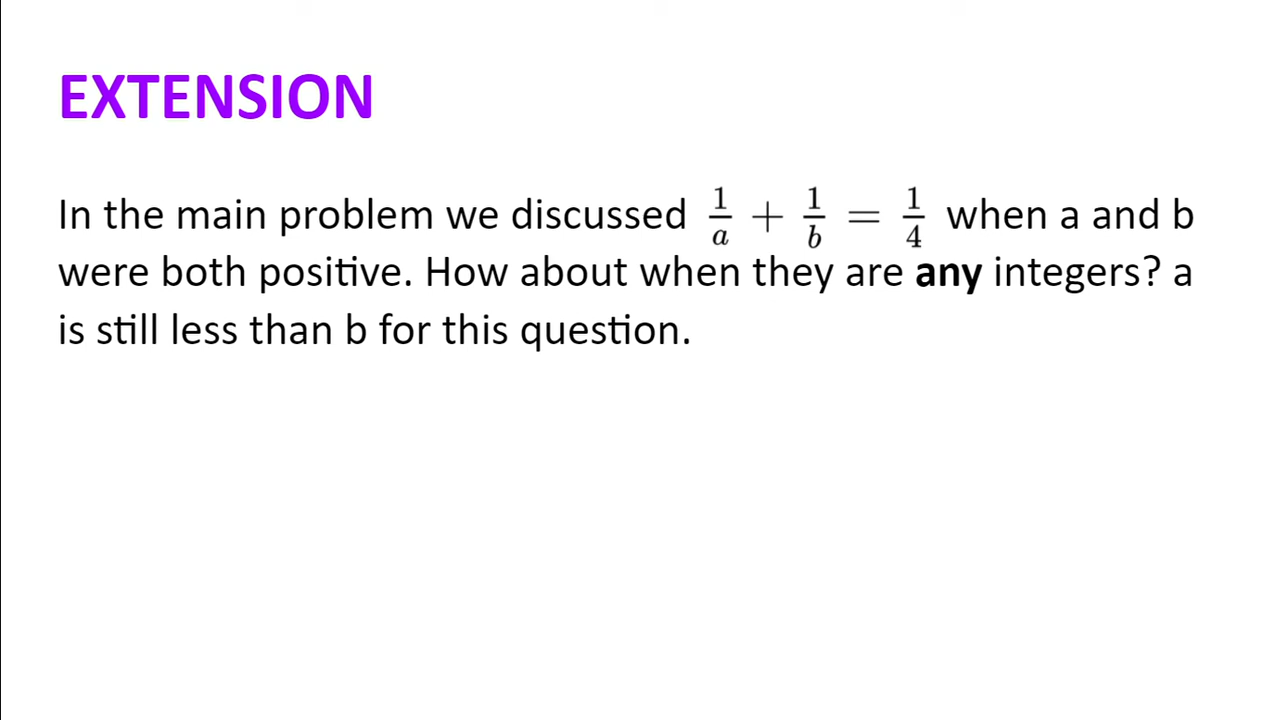 EXTENSION
In the main problem we discussed 1/a + 1/b = 1/4 when a and b
were both positive. How about when they are any integers? a
is still less than b for this question.